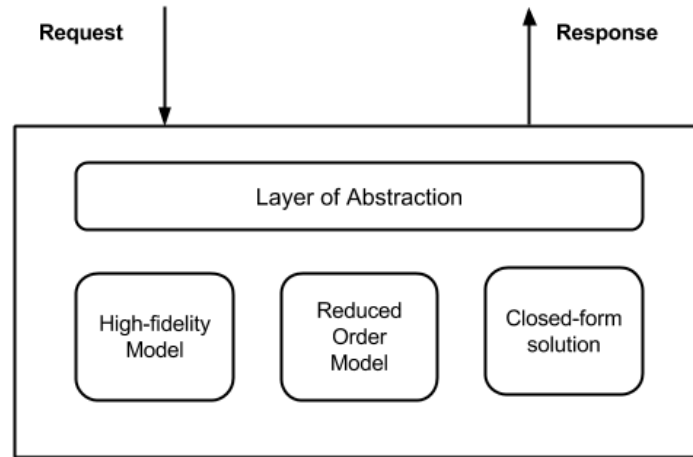 Request
Response
Layer of Abstraction
High-fidelity
Model
Reduced
Order
Model
Closed-form
solution